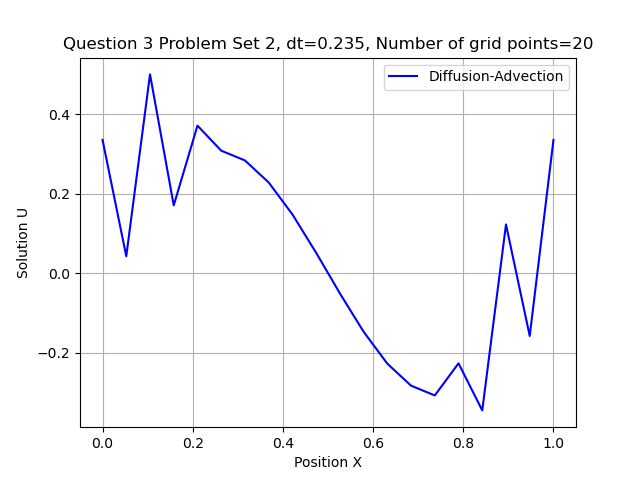 Question 3 Problem Set 2, dt=0.235, Number of grid points=20
Diffusion-Advection
Solution U
0.4
0.2
0.0
−0.2
0.0
0.2
0.4
0.6
0.8
1.0
Position X